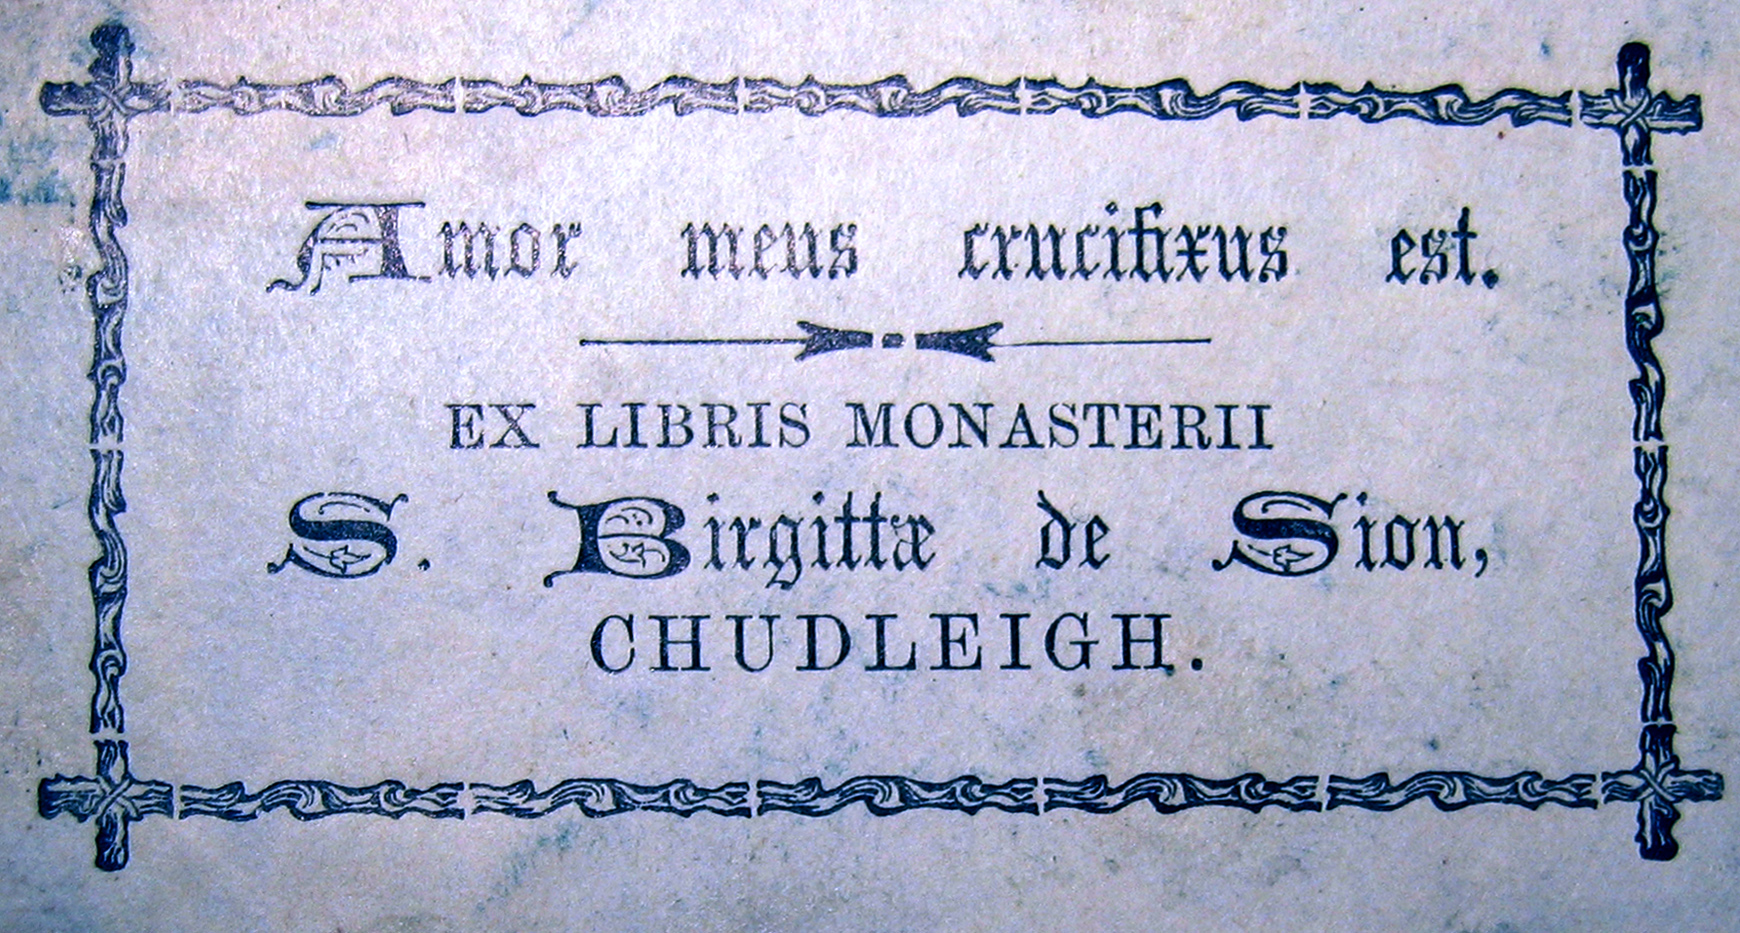 Amor meus crucifixus est.
EX LIBRIS MONASTERII
S. Birgittæ de Sion,
CHUDLEIGH.